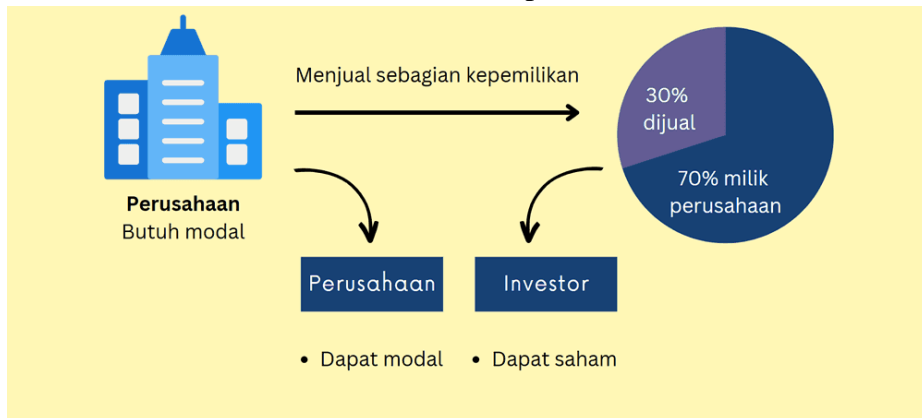 Menjual sebagian kepemilikan
30%
dijual
70% milik
perusahaan
Perusahaan
Butuh modal
Perusahaan
Investor
• Dapat modal
• Dapat saham